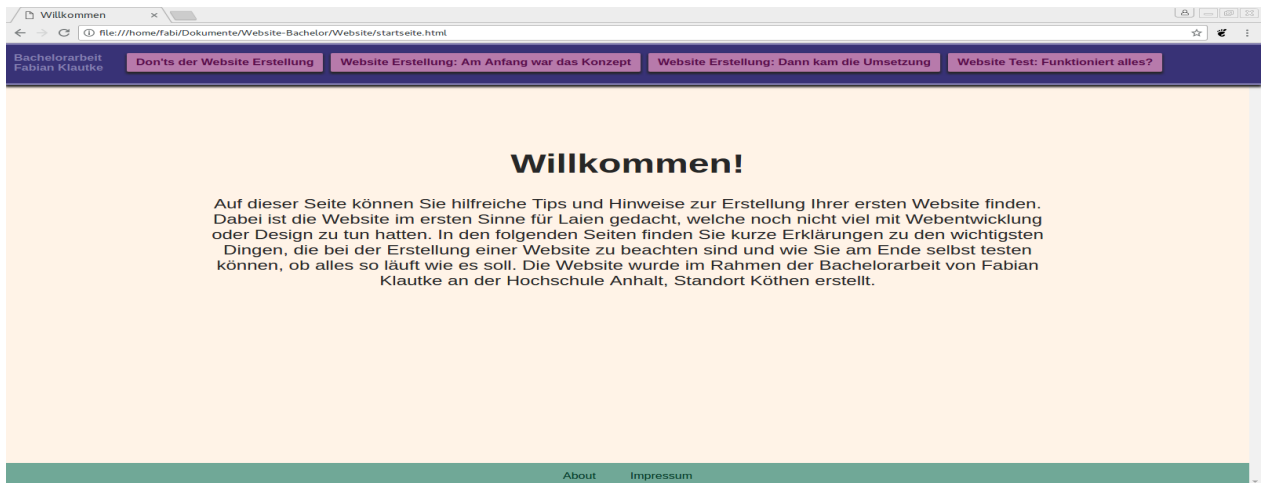 Willkommen
file:///home/fabi/Dokumente/Website-Bachelor/Website/startseite.html
Bachelorarbeit
Fabian Klautke
Don'ts der Website Erstellung
Website Erstellung: Am Anfang war das Konzept
Website Erstellung: Dann kam die Umsetzung
Website Test: Funktioniert alles?
Willkommen!
Auf dieser Seite können Sie hilfreiche Tips und Hinweise zur Erstellung Ihrer ersten Website finden.
Dabei ist die Website im ersten Sinne für Laien gedacht, welche noch nicht viel mit Webentwicklung
oder Design zu tun hatten. In den folgenden Seiten finden Sie kurze Erklärungen zu den wichtigsten
Dingen, die bei der Erstellung einer Website zu beachten sind und wie Sie am Ende selbst testen
können, ob alles so läuft wie es soll. Die Website wurde im Rahmen der Bachelorarbeit von Fabian
Klautke an der Hochschule Anhalt, Standort Köthen erstellt.
About
Impressum